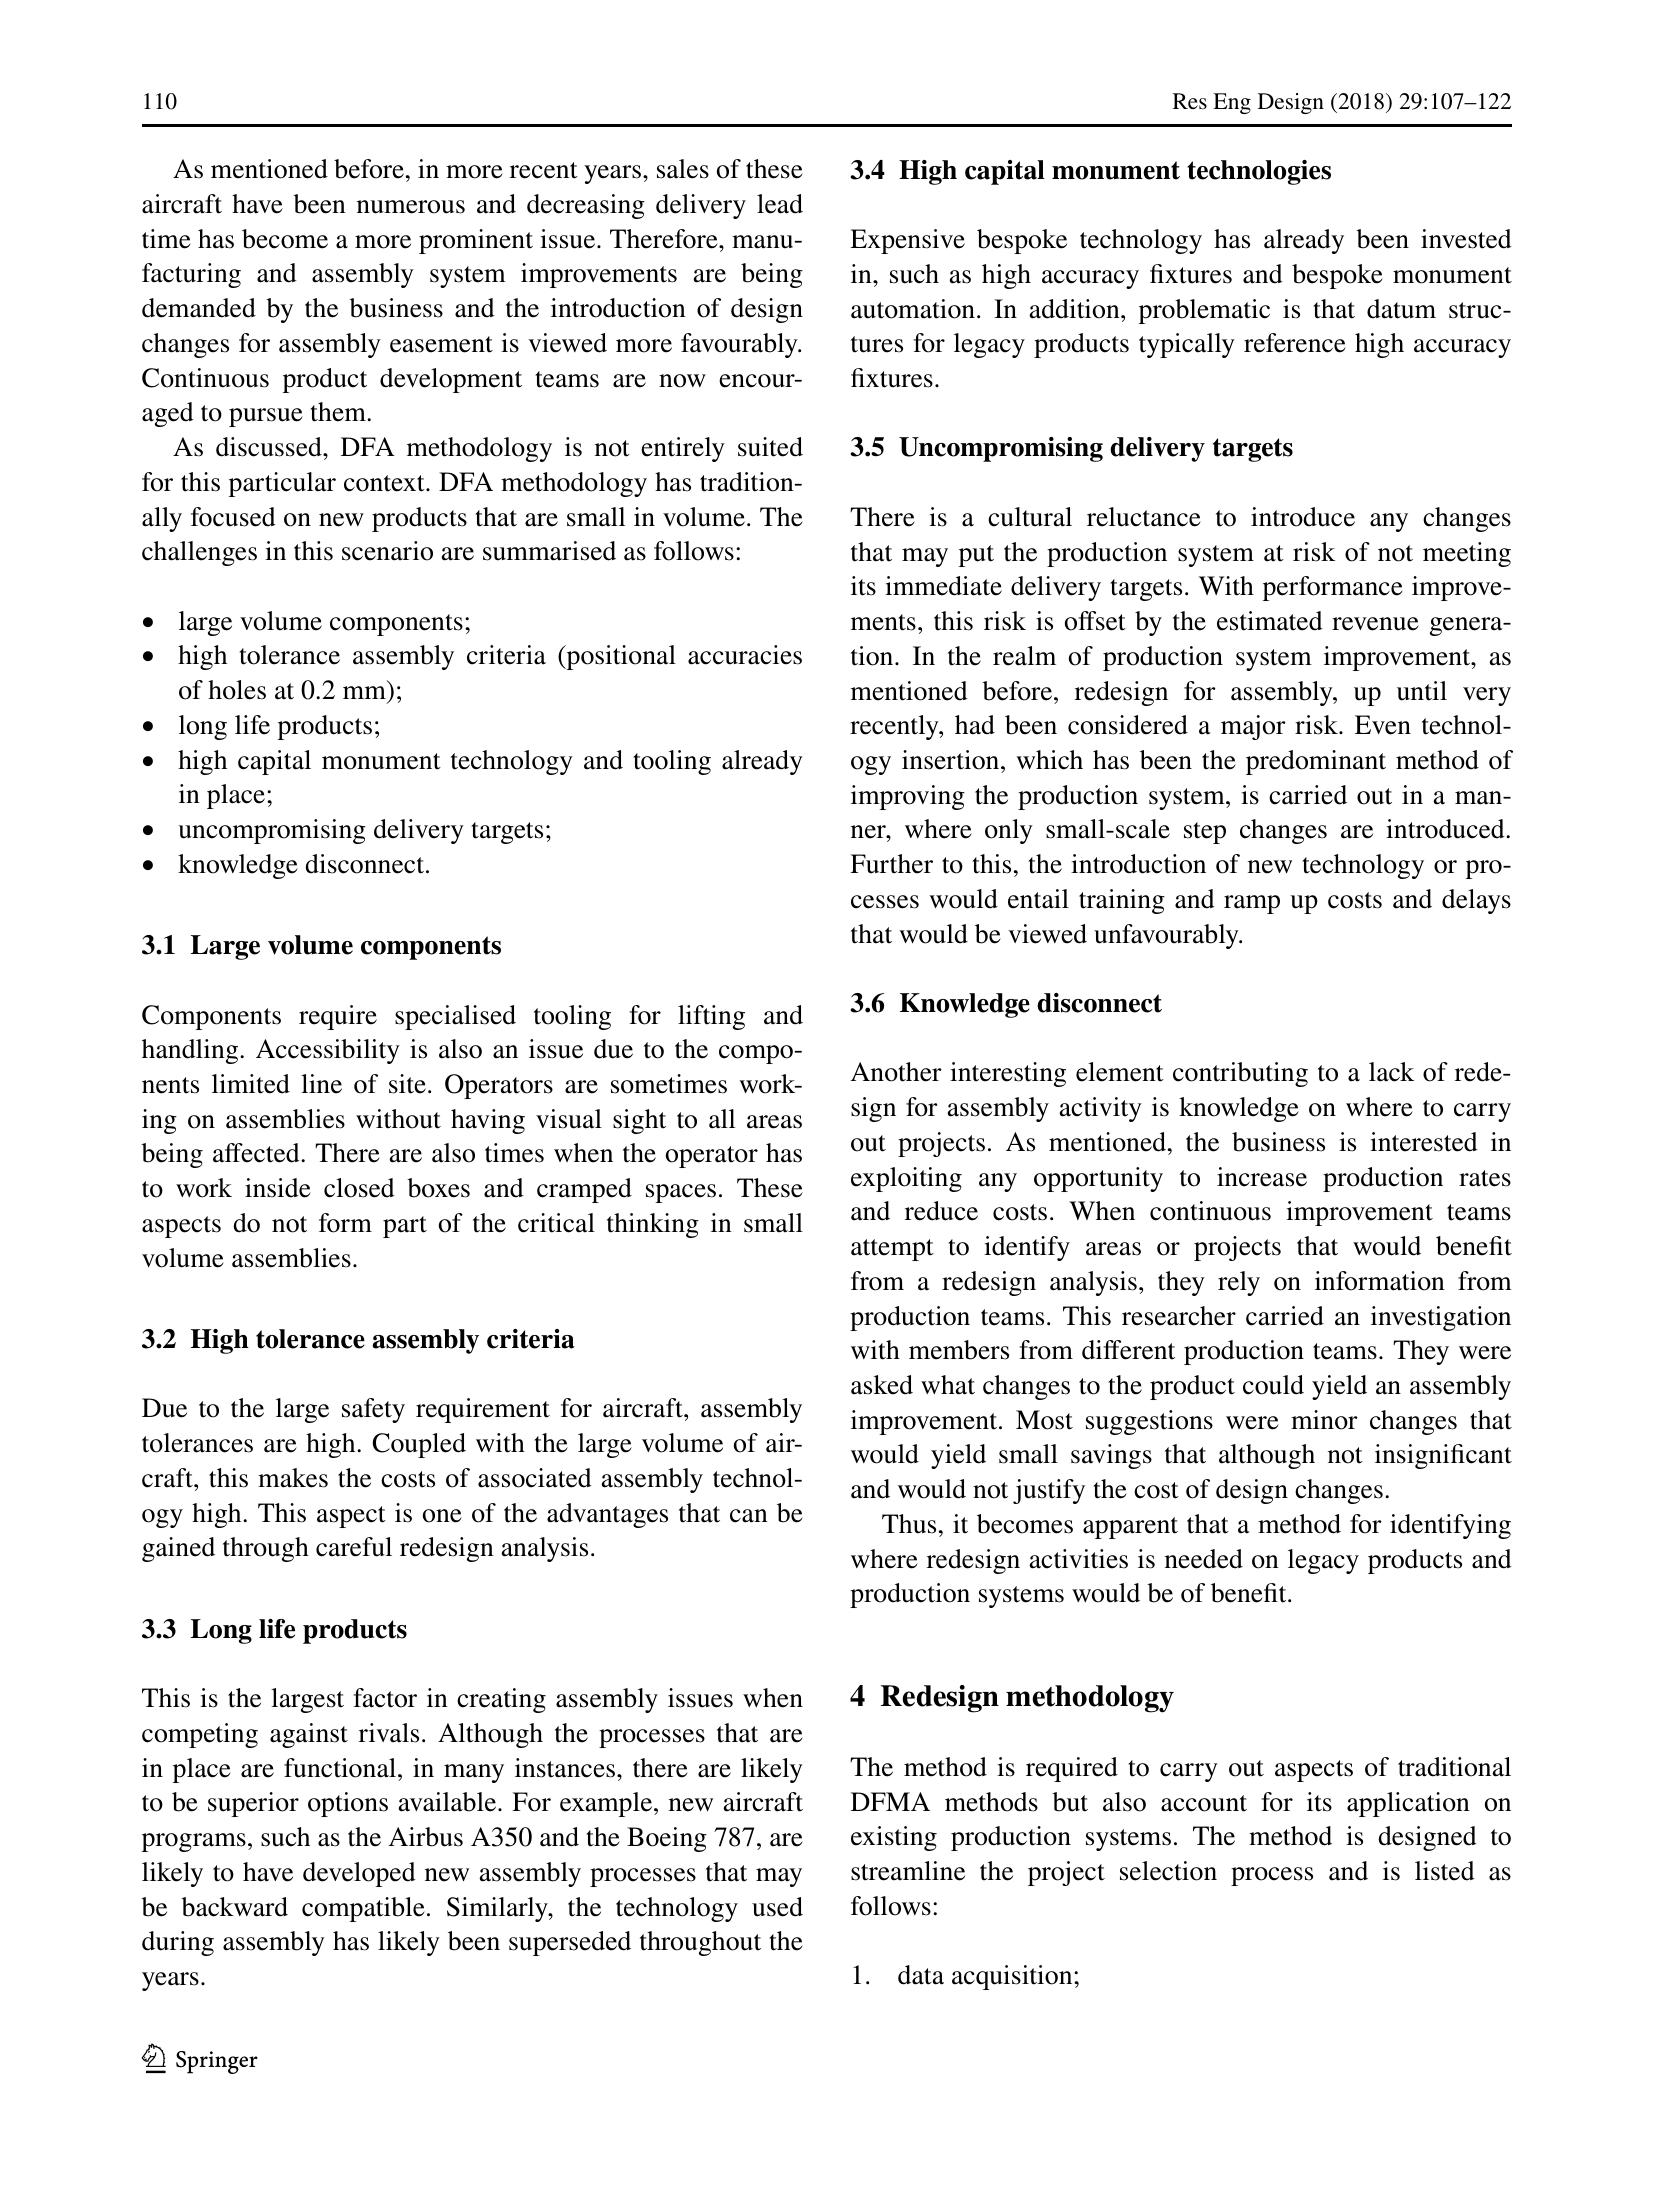 110
Res Eng Design (2018) 29:107–122
As mentioned before, in more recent years, sales of these
aircraft have been numerous and decreasing delivery lead
time has become a more prominent issue. Therefore, manu-
facturing and assembly system improvements are being
demanded by the business and the introduction of design
changes for assembly easement is viewed more favourably.
Continuous product development teams are now encour-
aged to pursue them.
As discussed, DFA methodology is not entirely suited
for this particular context. DFA methodology has tradition-
ally focused on new products that are small in volume. The
challenges in this scenario are summarised as follows:
• large volume components;
• high tolerance assembly criteria (positional accuracies
of holes at 0.2 mm);
• long life products;
• high capital monument technology and tooling already
in place;
• uncompromising delivery targets;
• knowledge disconnect.
3.1 Large volume components
Components require specialised tooling for lifting and
handling. Accessibility is also an issue due to the compo-
nents limited line of site. Operators are sometimes work-
ing on assemblies without having visual sight to all areas
being affected. There are also times when the operator has
to work inside closed boxes and cramped spaces. These
aspects do not form part of the critical thinking in small
volume assemblies.
3.2 High tolerance assembly criteria
Due to the large safety requirement for aircraft, assembly
tolerances are high. Coupled with the large volume of air-
craft, this makes the costs of associated assembly technol-
ogy high. This aspect is one of the advantages that can be
gained through careful redesign analysis.
3.3 Long life products
This is the largest factor in creating assembly issues when
competing against rivals. Although the processes that are
in place are functional, in many instances, there are likely
to be superior options available. For example, new aircraft
programs, such as the Airbus A350 and the Boeing 787, are
likely to have developed new assembly processes that may
be backward compatible. Similarly, the technology used
during assembly has likely been superseded throughout the
years.
3.4 High capital monument technologies
Expensive bespoke technology has already been invested
in, such as high accuracy fixtures and bespoke monument
automation. In addition, problematic is that datum struc-
tures for legacy products typically reference high accuracy
fixtures.
3.5 Uncompromising delivery targets
There is a cultural reluctance to introduce any changes
that may put the production system at risk of not meeting
its immediate delivery targets. With performance improve-
ments, this risk is offset by the estimated revenue genera-
tion. In the realm of production system improvement, as
mentioned before, redesign for assembly, up until very
recently, had been considered a major risk. Even technol-
ogy insertion, which has been the predominant method of
improving the production system, is carried out in a man-
ner, where only small-scale step changes are introduced.
Further to this, the introduction of new technology or pro-
cesses would entail training and ramp up costs and delays
that would be viewed unfavourably.
3.6 Knowledge disconnect
Another interesting element contributing to a lack of rede-
sign for assembly activity is knowledge on where to carry
out projects. As mentioned, the business is interested in
exploiting any opportunity to increase production rates
and reduce costs. When continuous improvement teams
attempt to identify areas or projects that would benefit
from a redesign analysis, they rely on information from
production teams. This researcher carried an investigation
with members from different production teams. They were
asked what changes to the product could yield an assembly
improvement. Most suggestions were minor changes that
would yield small savings that although not insignificant
and would not justify the cost of design changes.
Thus, it becomes apparent that a method for identifying
where redesign activities is needed on legacy products and
production systems would be of benefit.
4 Redesign methodology
The method is required to carry out aspects of traditional
DFMA methods but also account for its application on
existing production systems. The method is designed to
streamline the project selection process and is listed as
follows:
1. data acquisition;
Springer